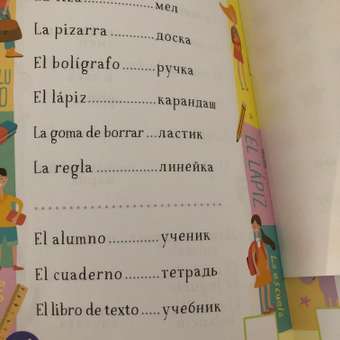 мел
La pizarra............доска
El bolígrafo..........ручка
El lápiz................карандаш
La goma de borrar...ластик
La regla...............линейка
El alumno.............ученик
El cuaderno...........тетрадь
El libro de texto.....учебник
EL LÁPIZ